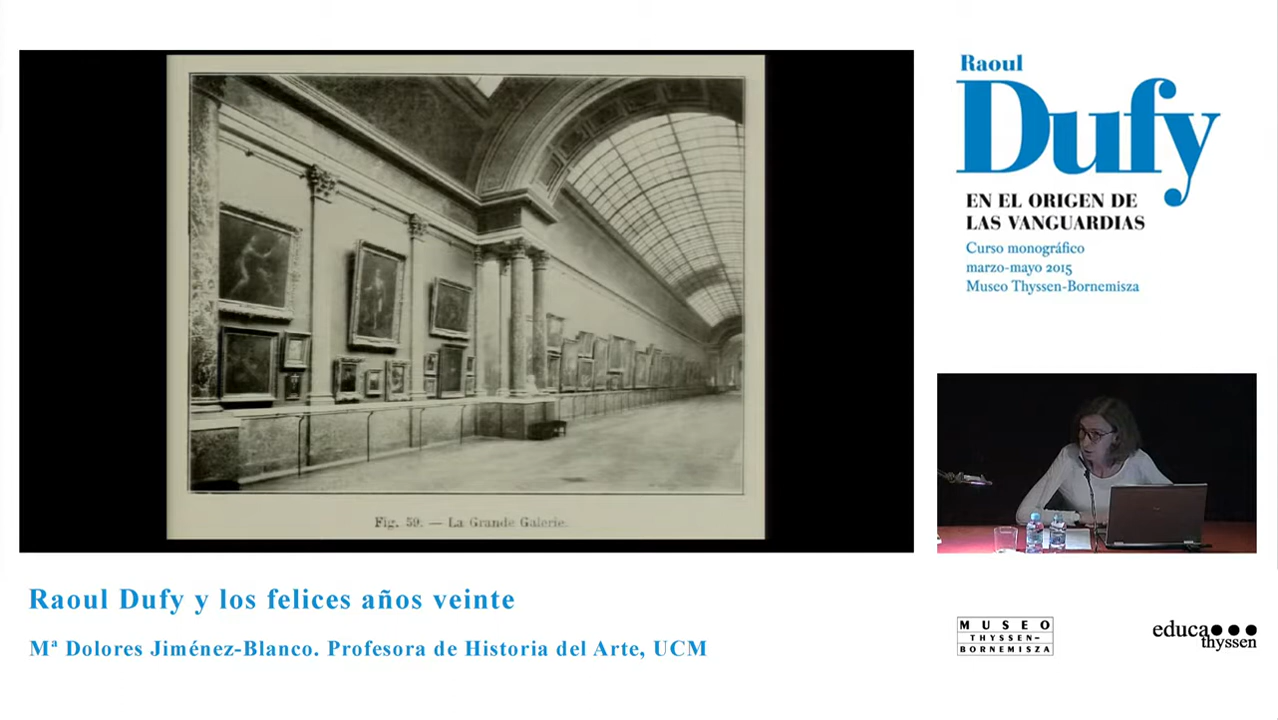 Raoul
Dufy
EN EL ORIGEN DE
LAS VANGUARDIAS
Curso monográfico
marzo-mayo 2015
Museo Thyssen-Bornemisza
Fig. 59. — La Grande Galerie.
Raoul Dufy y los felices años veinte
Mª Dolores Jiménez-Blanco. Profesora de Historia del Arte, UCM
MUSEO
THYSSEN-
BORNEMISZA
educa
thyssen